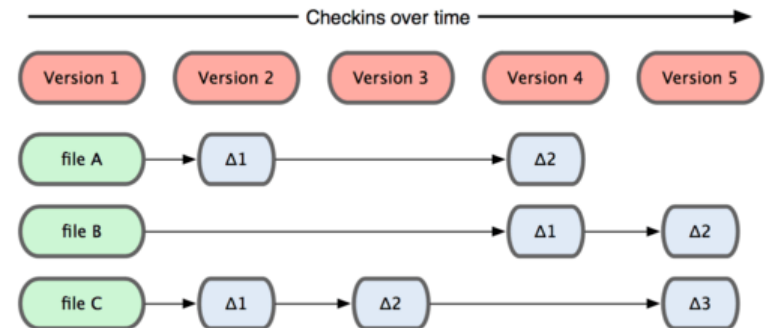 Checkins over time
Version 1 Version 2 Version 3 Version 4 Version 5
file A Δ1 Δ2
file B Δ1 Δ2
file C Δ1 Δ2 Δ3